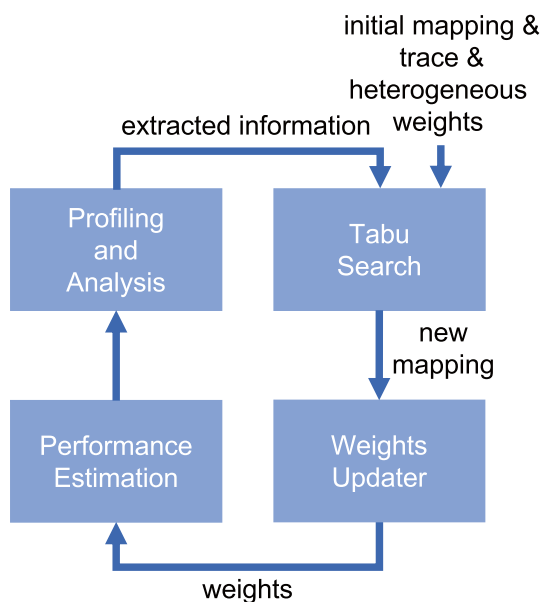 initial mapping &
trace &
heterogeneous
weights
extracted information
Profiling
and
Analysis
Tabu
Search
new
mapping
Performance
Estimation
Weights
Updater
weights